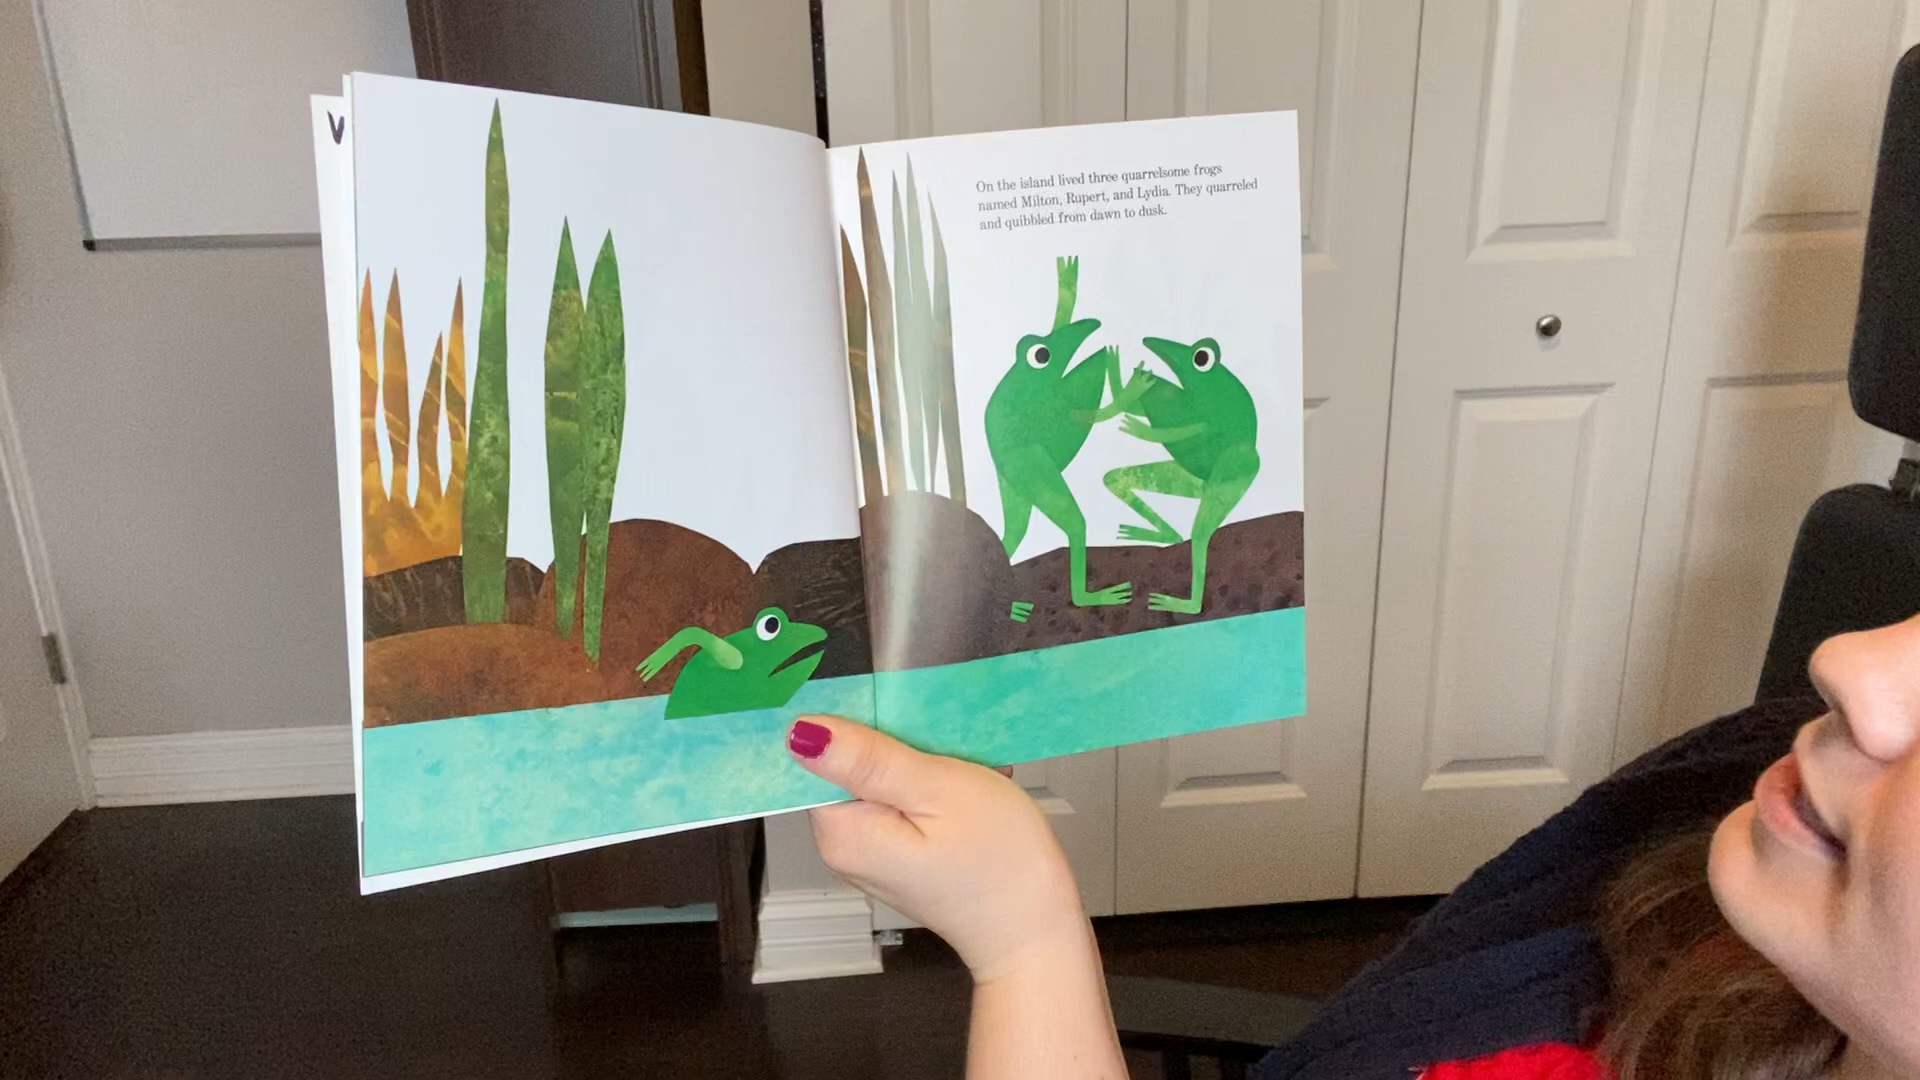 On the island lived three quarrelsome frogs
named Milton, Rupert, and Lydia. They quarreled
and quibbled from dawn to dusk.